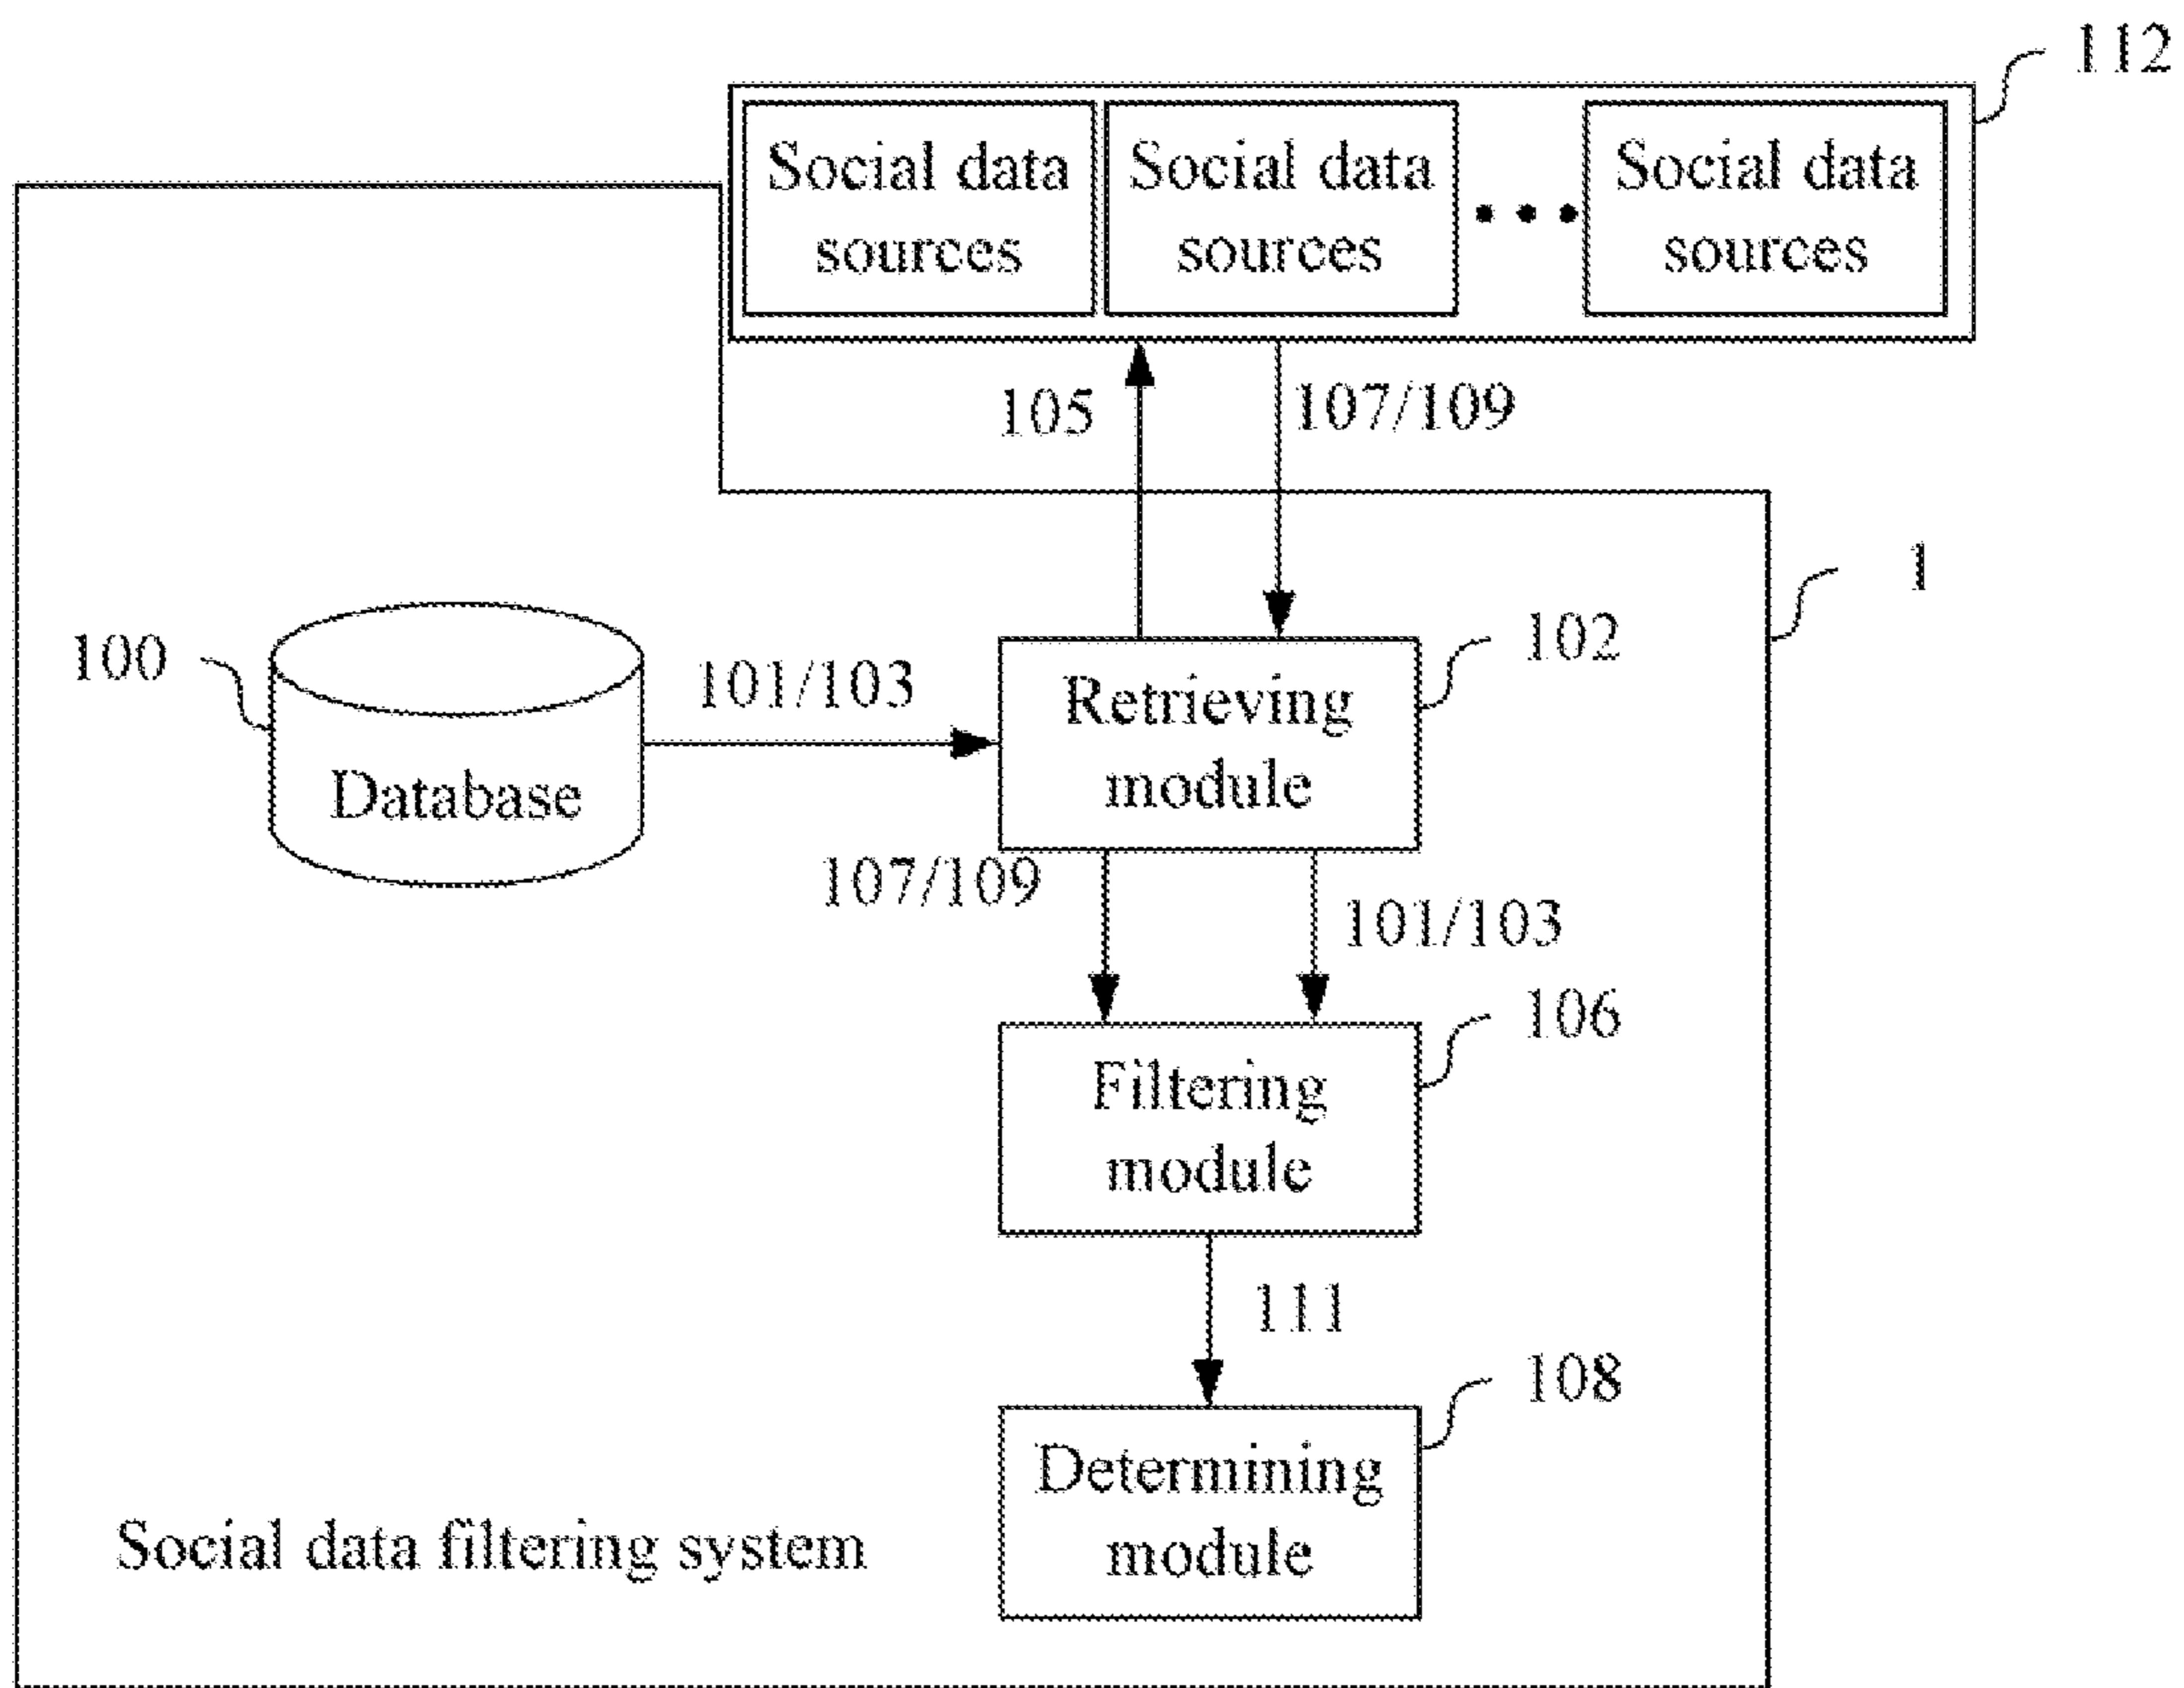 112
Social data
sources
Social data
sources
Social data
sources
105
107/109
1
100
101/103
102
Retrieving
module
Database
107/109
101/103
106
Filtering
module
111
108
Determining
module
Social data filtering system